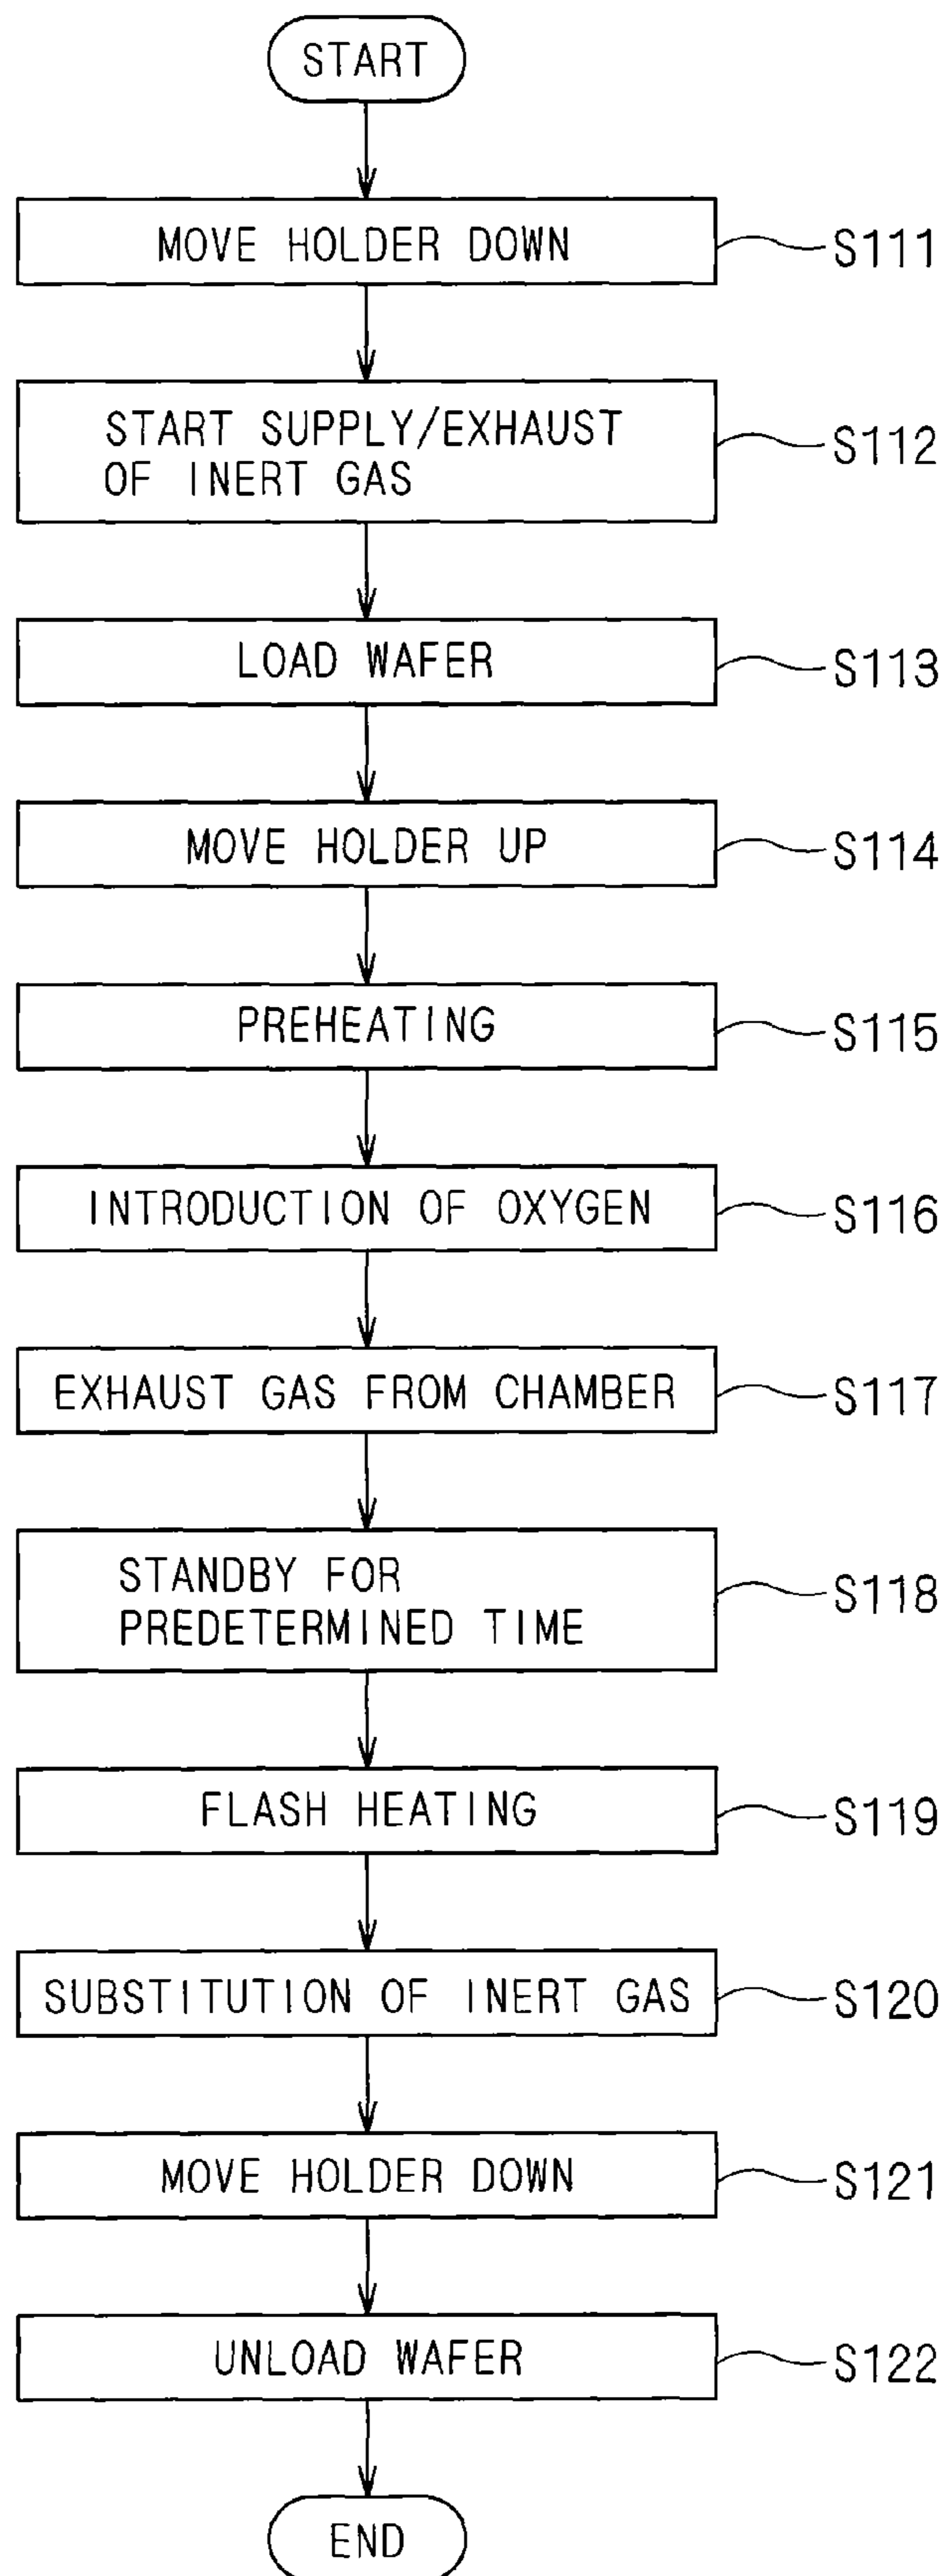 START
MOVE HOLDER DOWN
S111
START SUPPLY/EXHAUST
OF INERT GAS
S112
LOAD WAFER
S113
MOVE HOLDER UP
S114
PREHEATING
S115
INTRODUCTION OF OXYGEN
S116
EXHAUST GAS FROM CHAMBER
S117
STANDBY FOR
PREDETERMINED TIME
S118
FLASH HEATING
S119
SUBSTITUTION OF INERT GAS
S120
MOVE HOLDER DOWN
S121
UNLOAD WAFER
S122
END